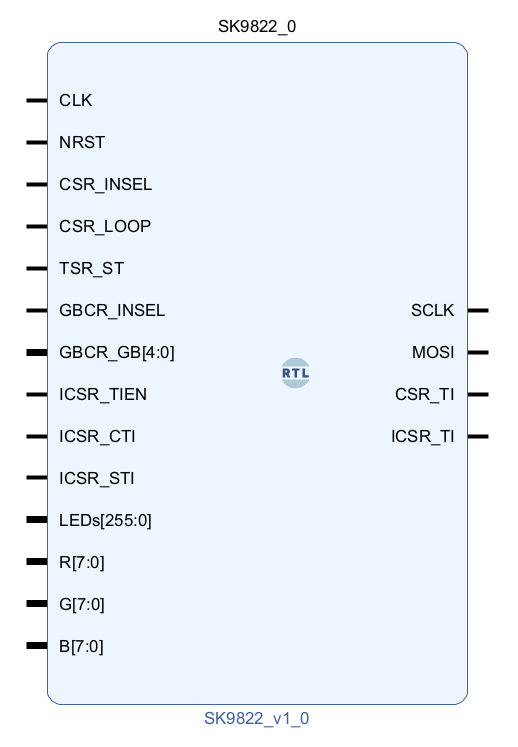 SK9822_0
CLK
NRST
CSR_INSEL
CSR_LOOP
TSR_ST
GBCR_INSEL
GBCR_GB[4:0]
ICSR_TIEN
ICSR_CTI
ICSR_STI
LEDs[255:0]
R[7:0]
G[7:0]
B[7:0]
RTL
SCLK
MOSI
CSR_TI
ICSR_TI
SK9822_v1_0